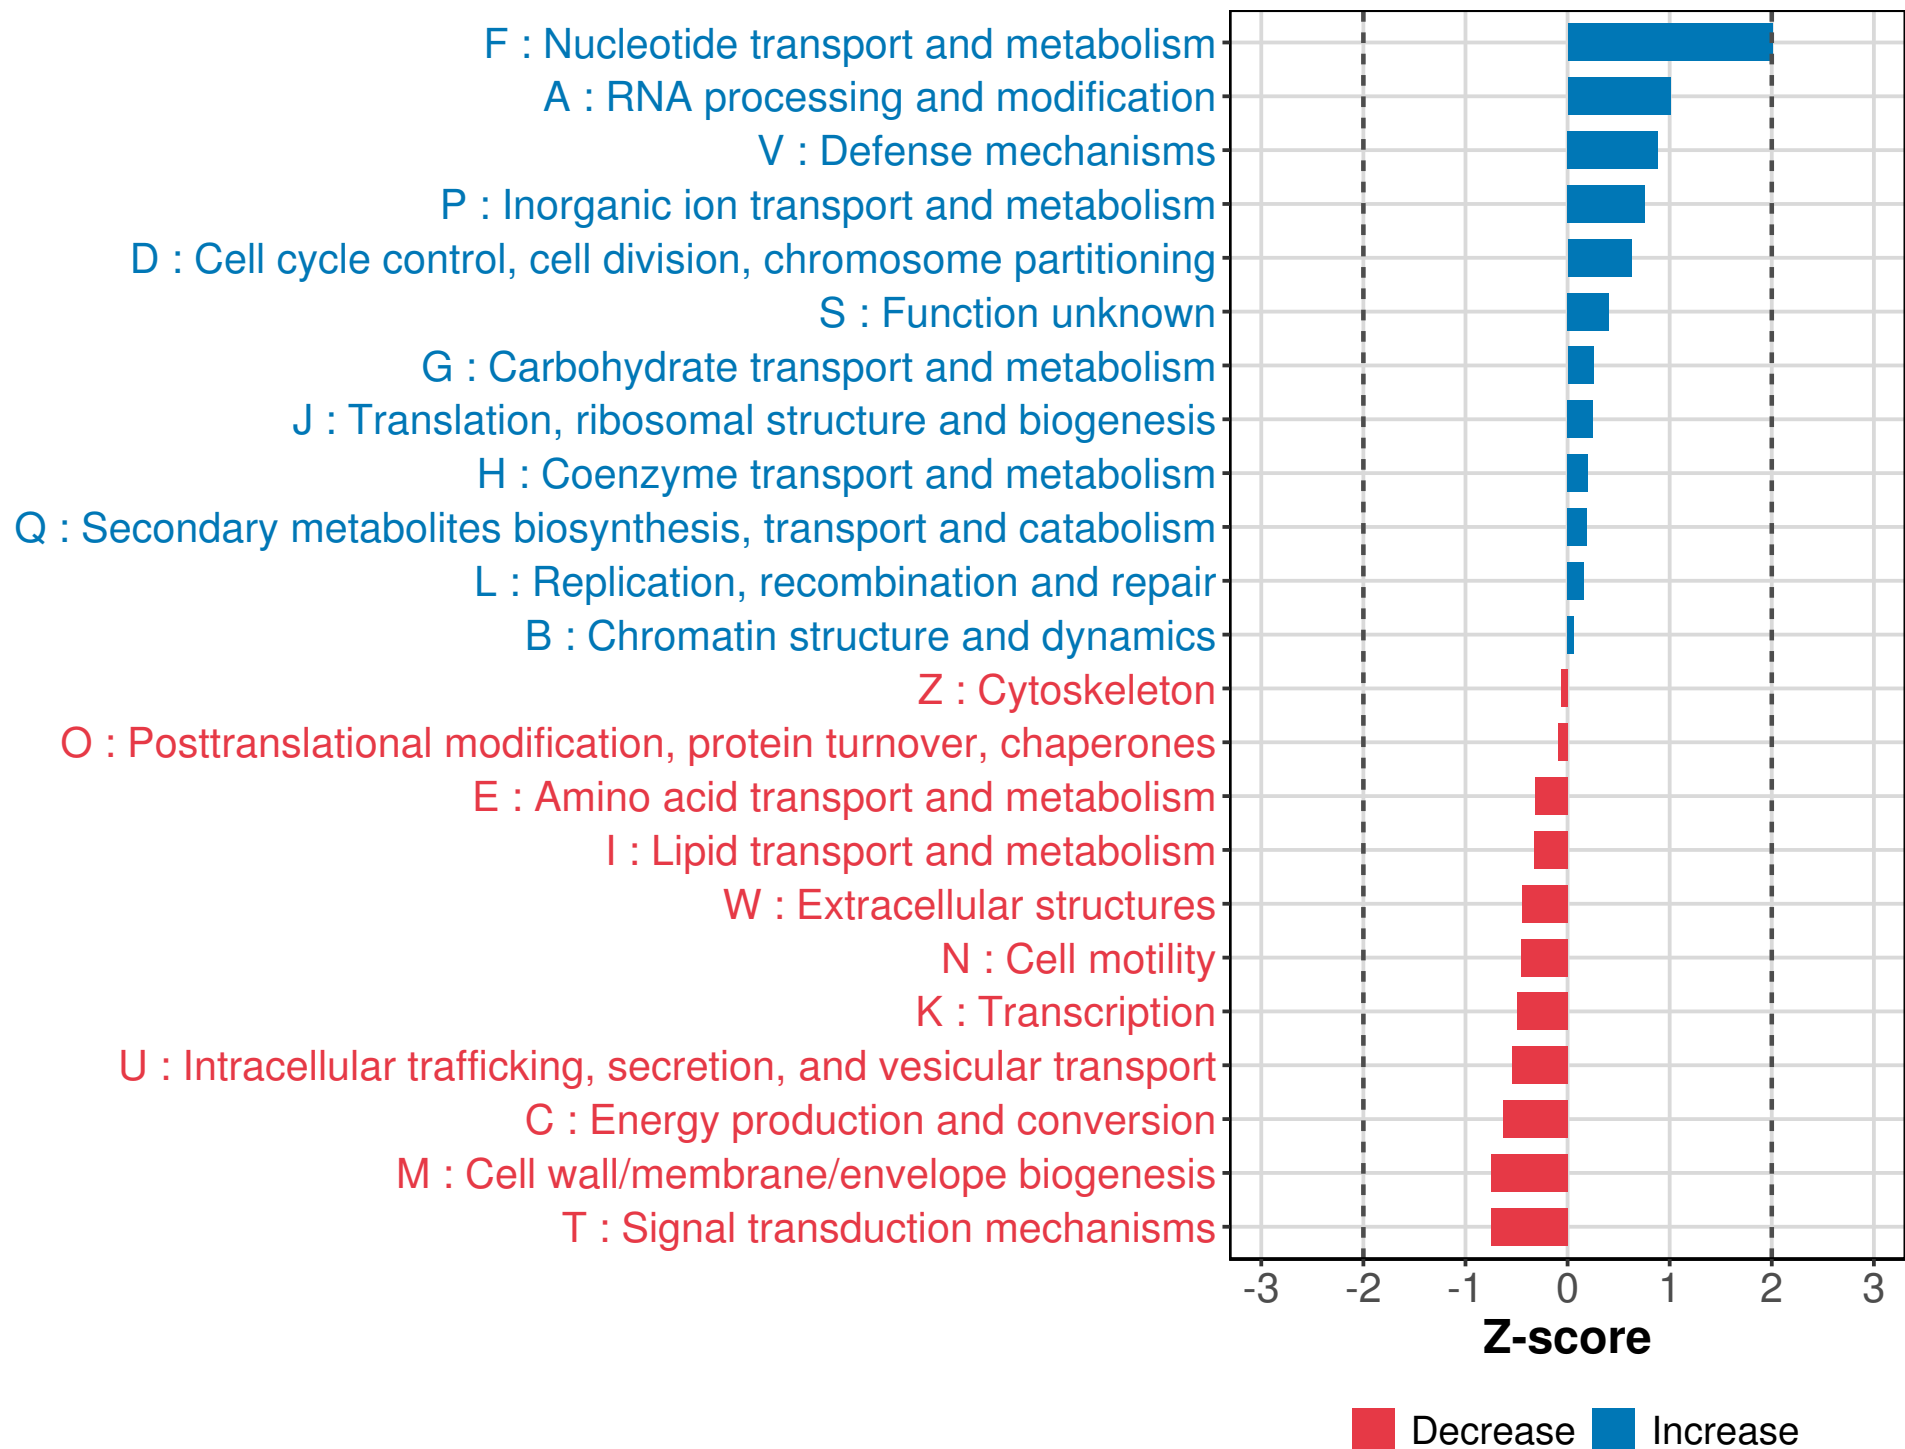 F : Nucleotide transport and metabolism
A : RNA processing and modification
V : Defense mechanisms
P : Inorganic ion transport and metabolism
D : Cell cycle control, cell division, chromosome partitioning
S : Function unknown
G : Carbohydrate transport and metabolism
J : Translation, ribosomal structure and biogenesis
H : Coenzyme transport and metabolism
Q : Secondary metabolites biosynthesis, transport and catabolism
L : Replication, recombination and repair
B : Chromatin structure and dynamics
Z : Cytoskeleton
O : Posttranslational modification, protein turnover, chaperones
E : Amino acid transport and metabolism
I : Lipid transport and metabolism
W : Extracellular structures
N : Cell motility
K : Transcription
U : Intracellular trafficking, secretion, and vesicular transport
C : Energy production and conversion
M : Cell wall/membrane/envelope biogenesis
T : Signal transduction mechanisms
-3 -2 -1 0 1 2 3
Z-score
Decrease Increase